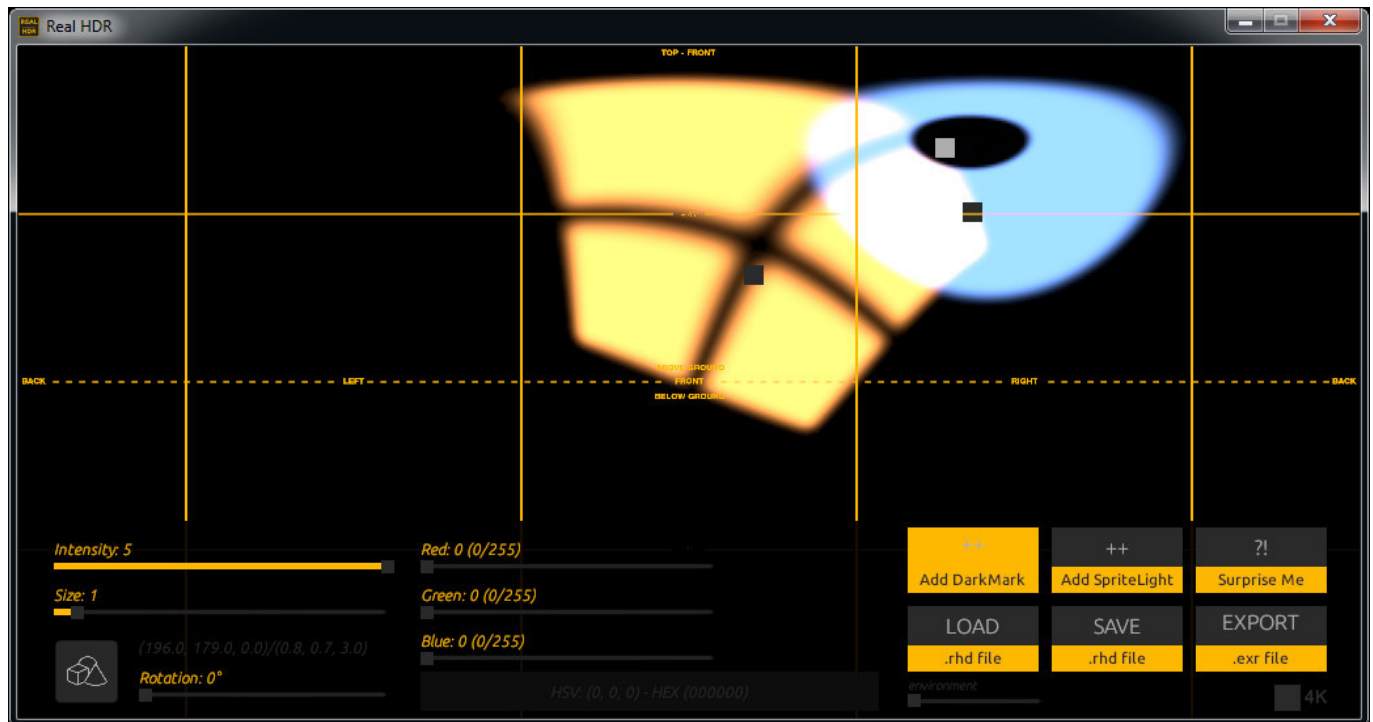 REAL
HDR
Real HDR
TOP - FRONT
ABOVE GROUND
BACK
LEFT
FRONT
RIGHT
BACK
BELOW GROUND
Intensity: 5
Size: 1
(196.0, 179.0, 0.0)/(0.8, 0.7, 3.0)
Rotation: 0°
Red: 0 (0/255)
Green: 0 (0/255)
Blue: 0 (0/255)
HSV: (0, 0, 0) - HEX (000000)
++
Add DarkMark
++
Add SpriteLight
?!
Surprise Me
LOAD
.rhd file
SAVE
.rhd file
EXPORT
.exr file
environment
4K